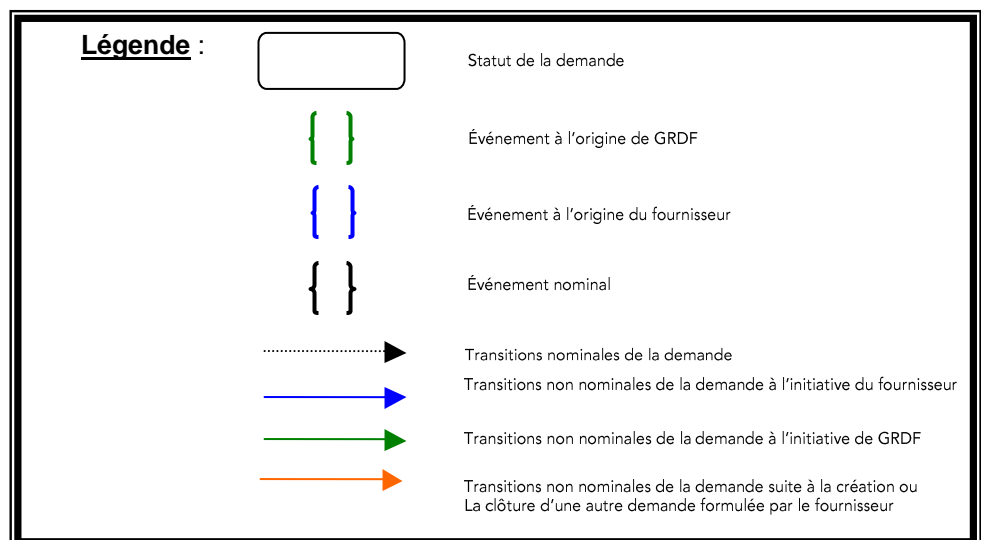 Légende :
Statut de la demande
Événement à l'origine de GRDF
Événement à l'origine du fournisseur
Événement nominal
Transitions nominales de la demande
Transitions non nominales de la demande à l'initiative du fournisseur
Transitions non nominales de la demande à l'initiative de GRDF
Transitions non nominales de la demande suite à la création ou
La clôture d'une autre demande formulée par le fournisseur